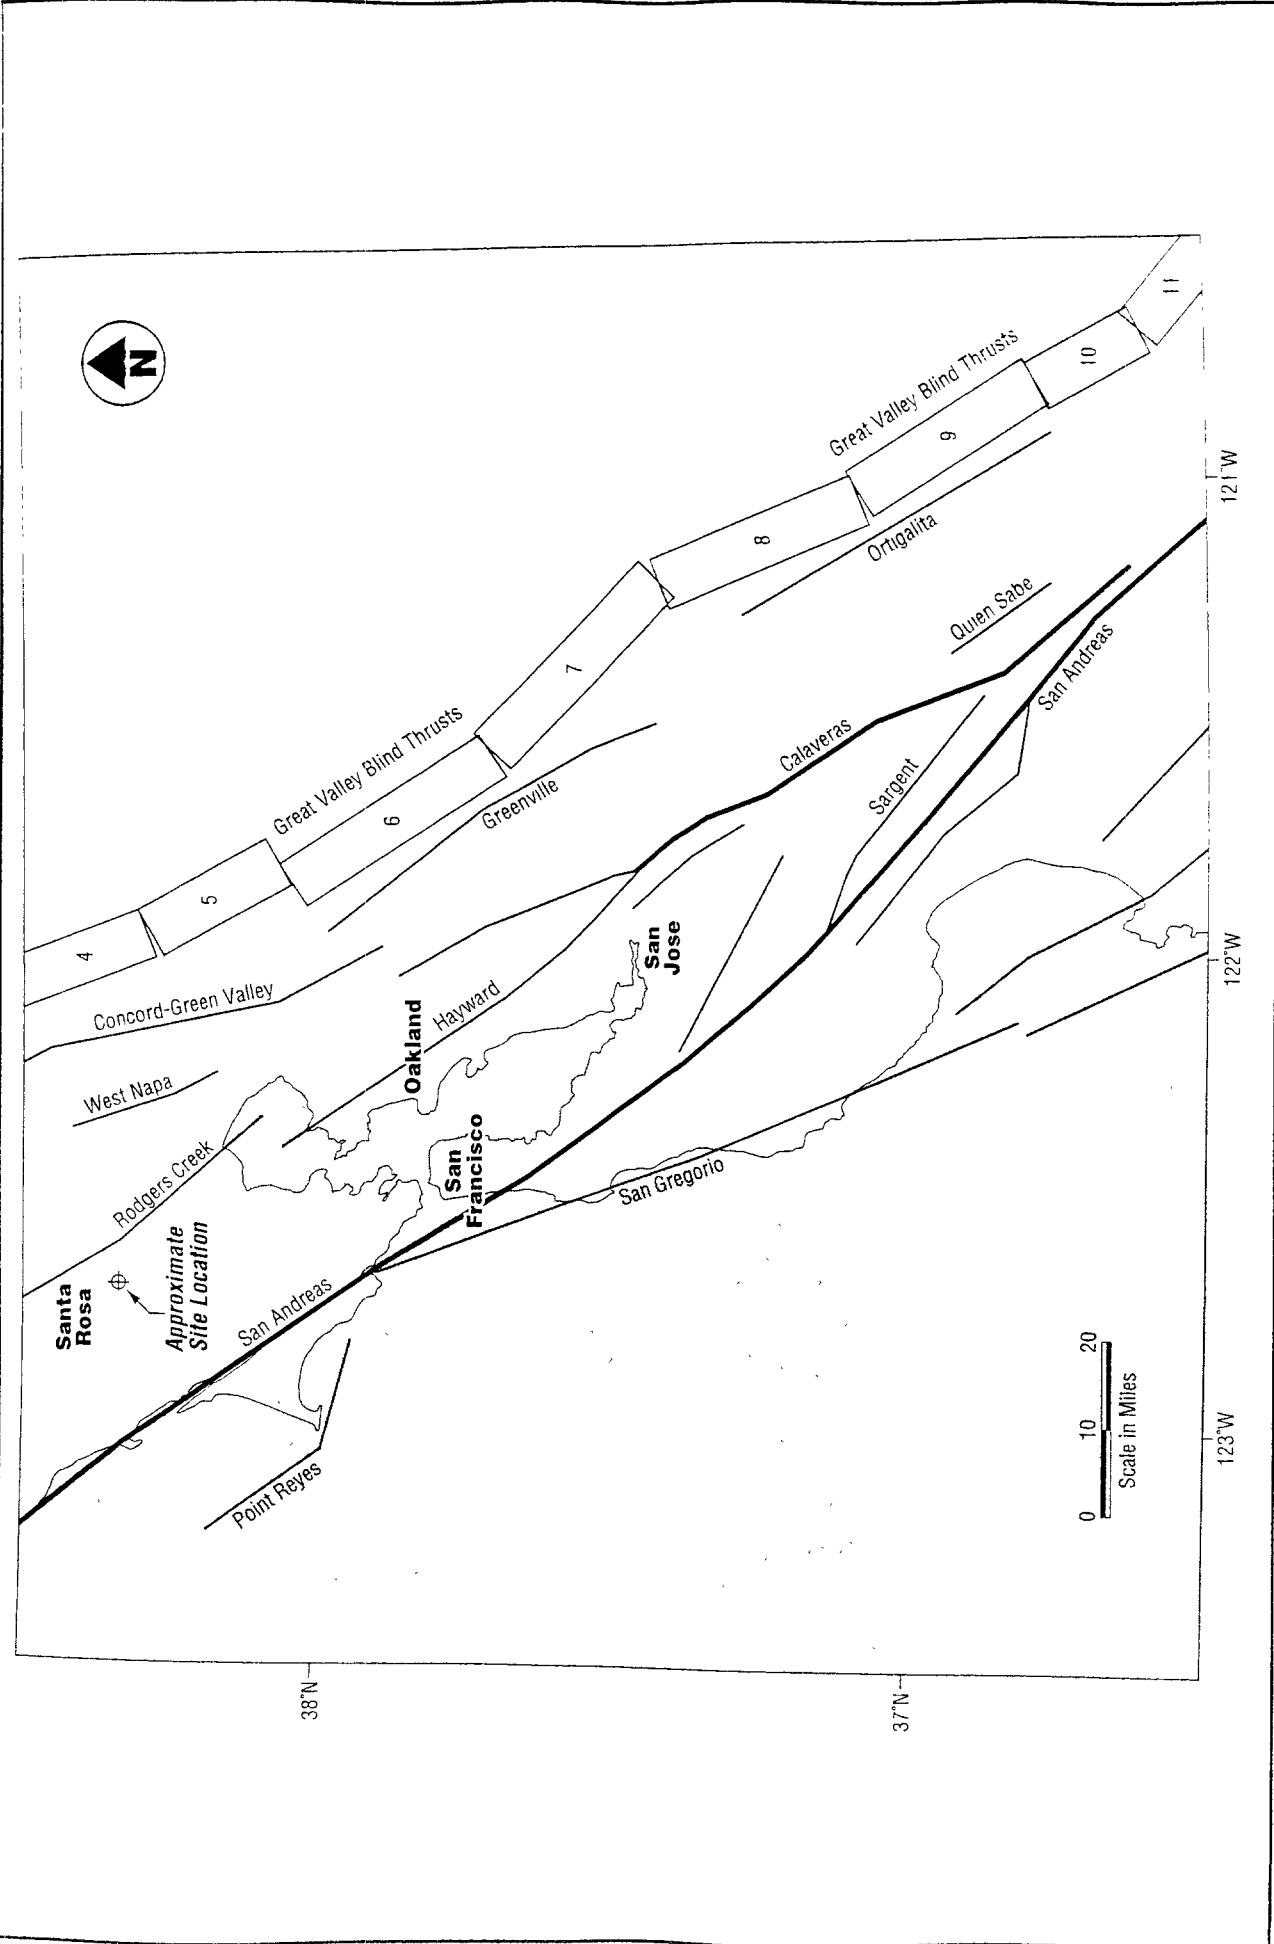 N
4
5
6
7
8
9
10
11
Great Valley Blind Thrusts
Great Valley Blind Thrusts
Concord-Green Valley
West Napa
Rodgers Creek
Greenville
Ortigalita
Quien Sabe
Calaveras
Sargent
San Andreas
Hayward
Oakland
San
Jose
San
Francisco
San Gregorio
Santa
Rosa
Approximate
Site Location
San Andreas
Point Reyes
0 10 20
Scale in Miles
38°N
37°N
123°W
122°W
121°W